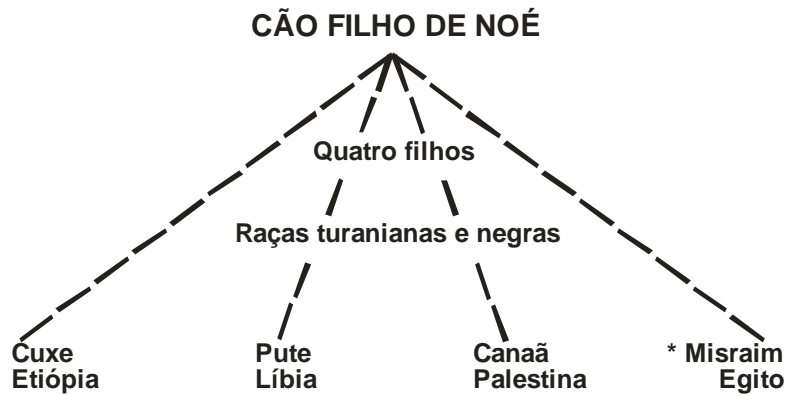 CÃO FILHO DE NOÉ
Quatro filhos
Raças turanianas e negras
Cuxe Pute Canaã * Misraim
Etiópia Líbia Palestina Egito